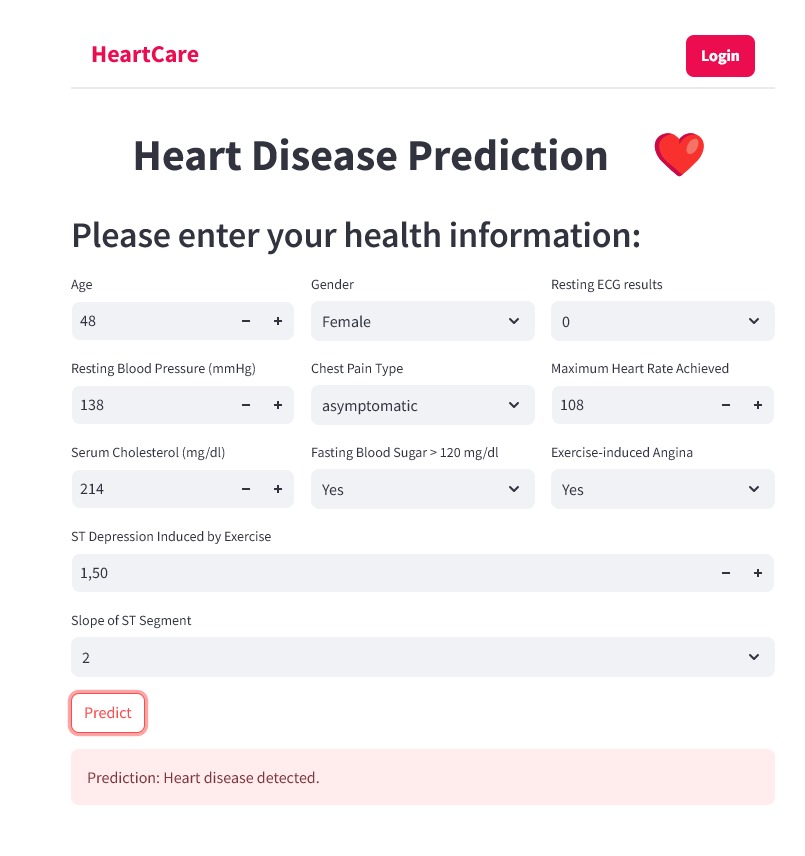 HeartCare
Login
Heart Disease Prediction
Please enter your health information:
Age
Gender
Resting ECG results
48
Female
0
Resting Blood Pressure (mmHg)
Chest Pain Type
Maximum Heart Rate Achieved
138
asymptomatic
108
Serum Cholesterol (mg/dl)
Fasting Blood Sugar > 120 mg/dl
Exercise-induced Angina
214
Yes
Yes
ST Depression Induced by Exercise
1,50
Slope of ST Segment
2
Predict
Prediction: Heart disease detected.